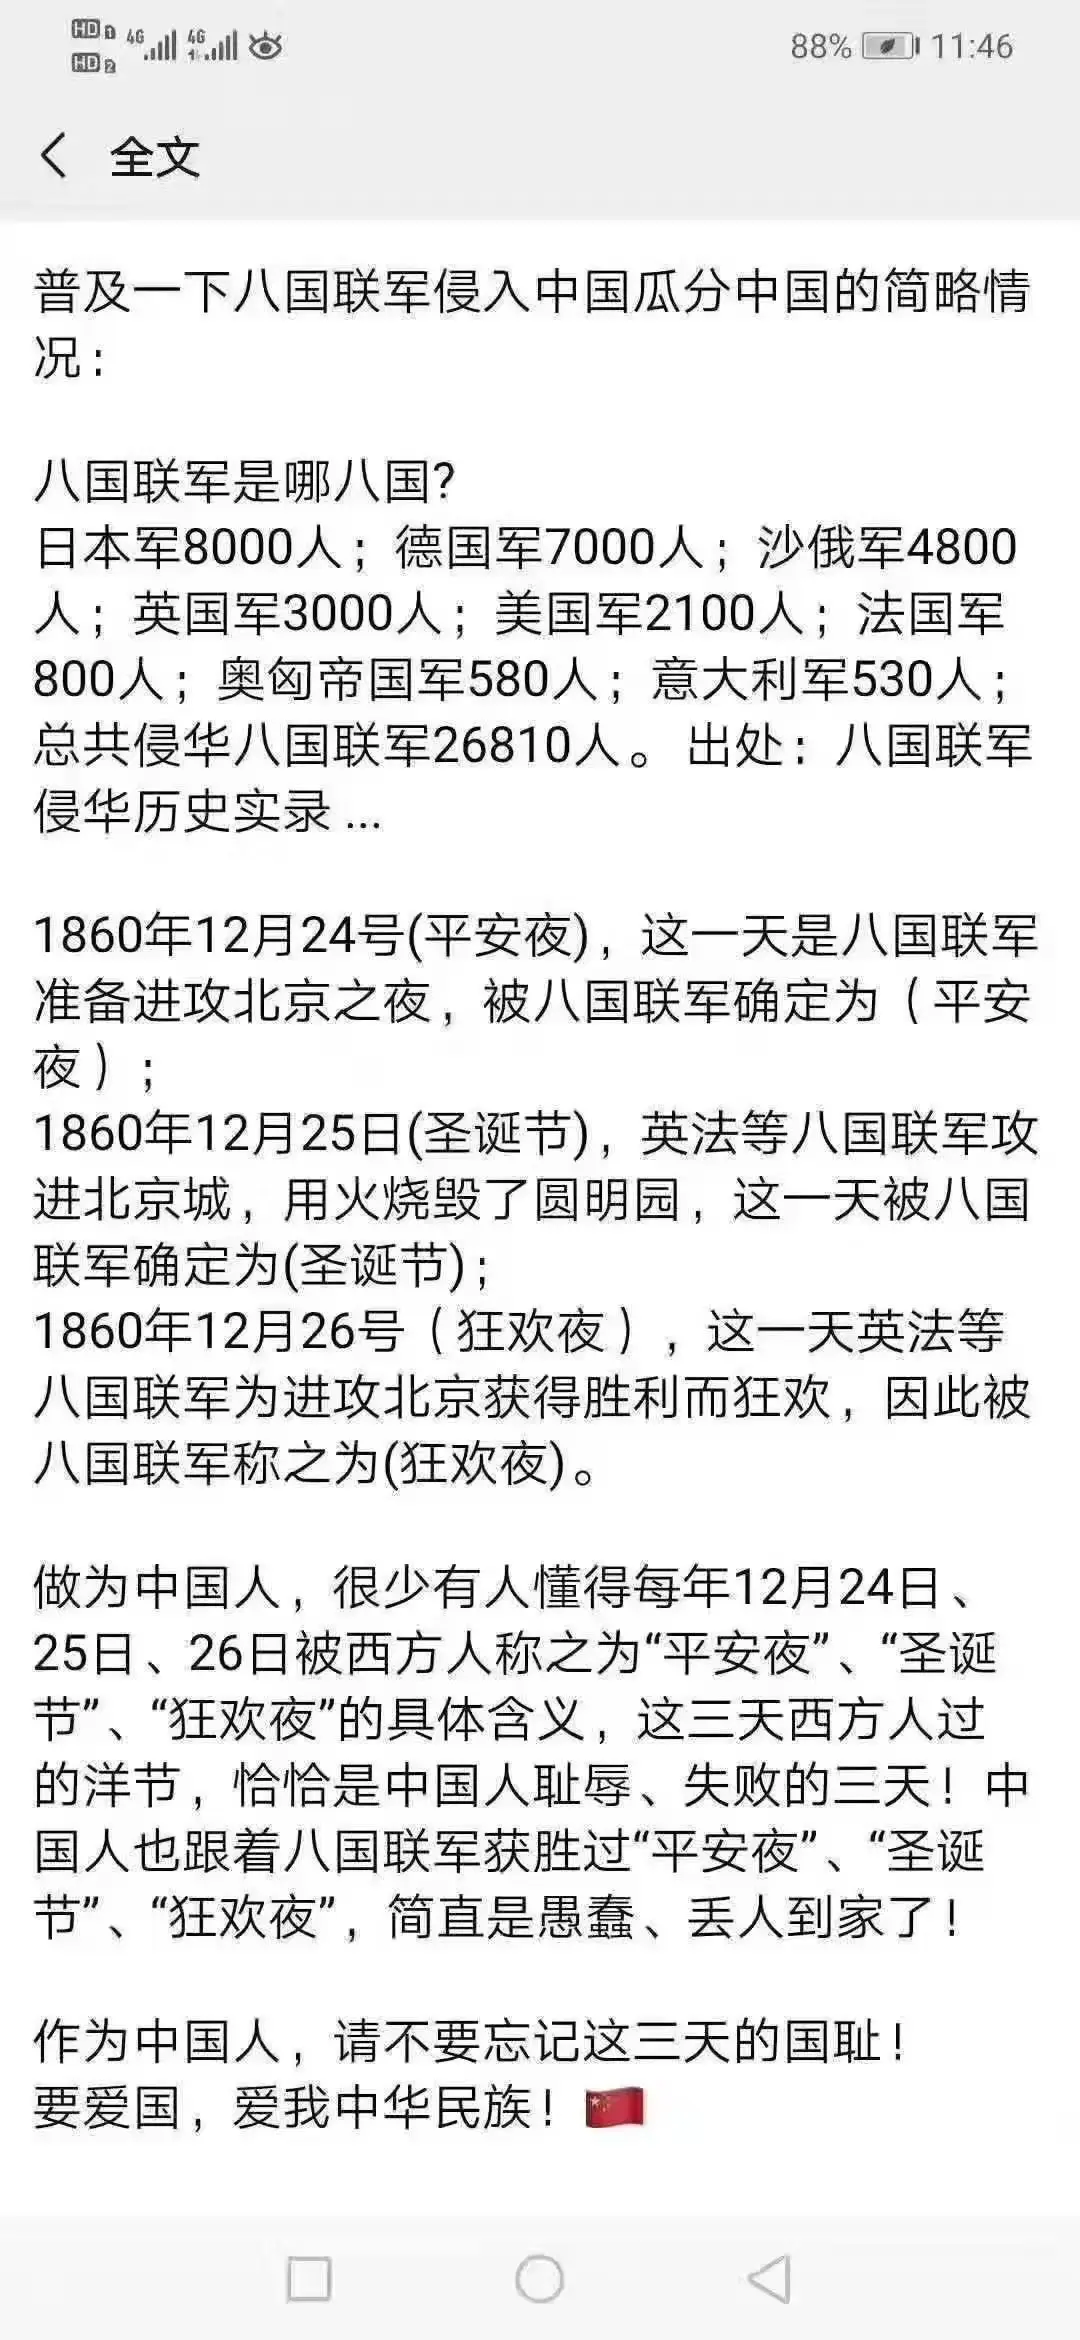 HD 1 4G 4G 88% 11:46
HD 2
全文
普及一下八国联军侵入中国瓜分中国的简略情
况：
八国联军是哪八国?
日本军8000人；德国军7000人；沙俄军4800
人；英国军3000人；美国军2100人；法国军
800人；奥匈帝国军580人；意大利军530人；
总共侵华八国联军26810人。出处：八国联军
侵华历史实录 ...
1860年12月24号(平安夜)，这一天是八国联军
准备进攻北京之夜，被八国联军确定为（平安
夜）；
1860年12月25日(圣诞节)，英法等八国联军攻
进北京城，用火烧毁了圆明园，这一天被八国
联军确定为(圣诞节)；
1860年12月26号（狂欢夜），这一天英法等
八国联军为进攻北京获得胜利而狂欢，因此被
八国联军称之为(狂欢夜)。
做为中国人，很少有人懂得每年12月24日、
25日、26日被西方人称之为“平安夜”、“圣诞
节”、“狂欢夜”的具体含义，这三天西方人过
的洋节，恰恰是中国人耻辱、失败的三天！中
国人也跟着八国联军获胜过“平安夜”、“圣诞
节”、“狂欢夜”，简直是愚蠢、丢人到家了！
作为中国人，请不要忘记这三天的国耻！
要爱国，爱我中华民族！🇨🇳